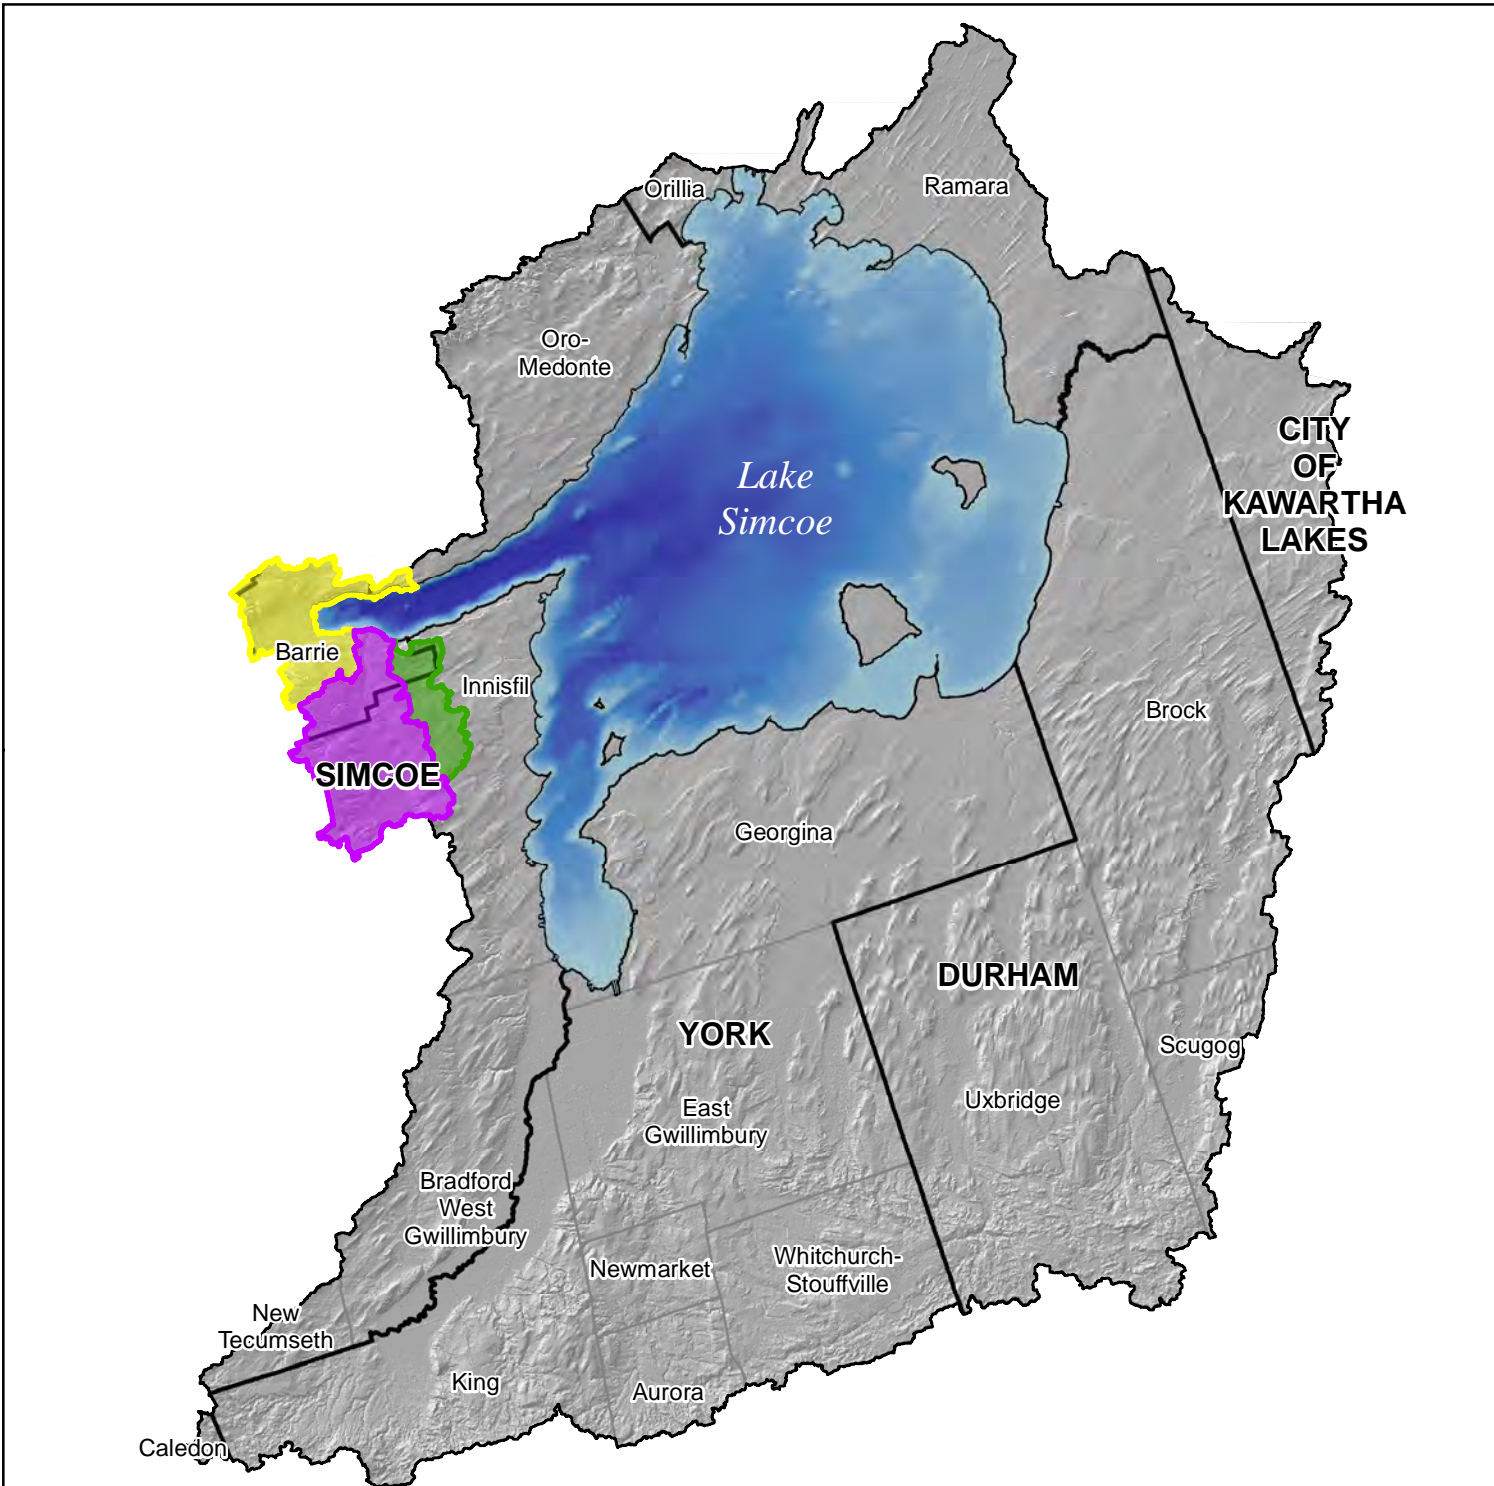 Orillia
Ramara
Oro-
Medonte
CITY
OF
KAWARTHA
LAKES
Lake
Simcoe
Barrie
Innisfil
Brock
SIMCOE
Georgina
DURHAM
YORK
Scugog
Uxbridge
East
Gwillimbury
Bradford
West
Gwillimbury
Newmarket
Whitchurch-
Stouffville
New
Tecumseth
King
Aurora
Caledon